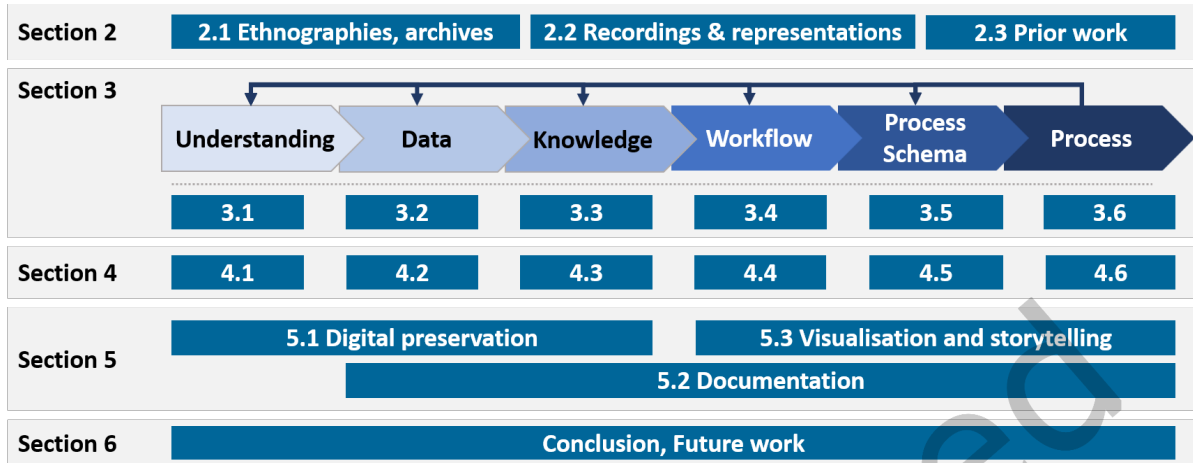 Section 2
2.1 Ethnographies, archives
2.2 Recordings & representations
2.3 Prior work
Section 3
Understanding
Data
Knowledge
Workflow
Process
Schema
Process
3.1
3.2
3.3
3.4
3.5
3.6
Section 4
4.1
4.2
4.3
4.4
4.5
4.6
Section 5
5.1 Digital preservation
5.3 Visualisation and storytelling
5.2 Documentation
Section 6
Conclusion, Future work
ed